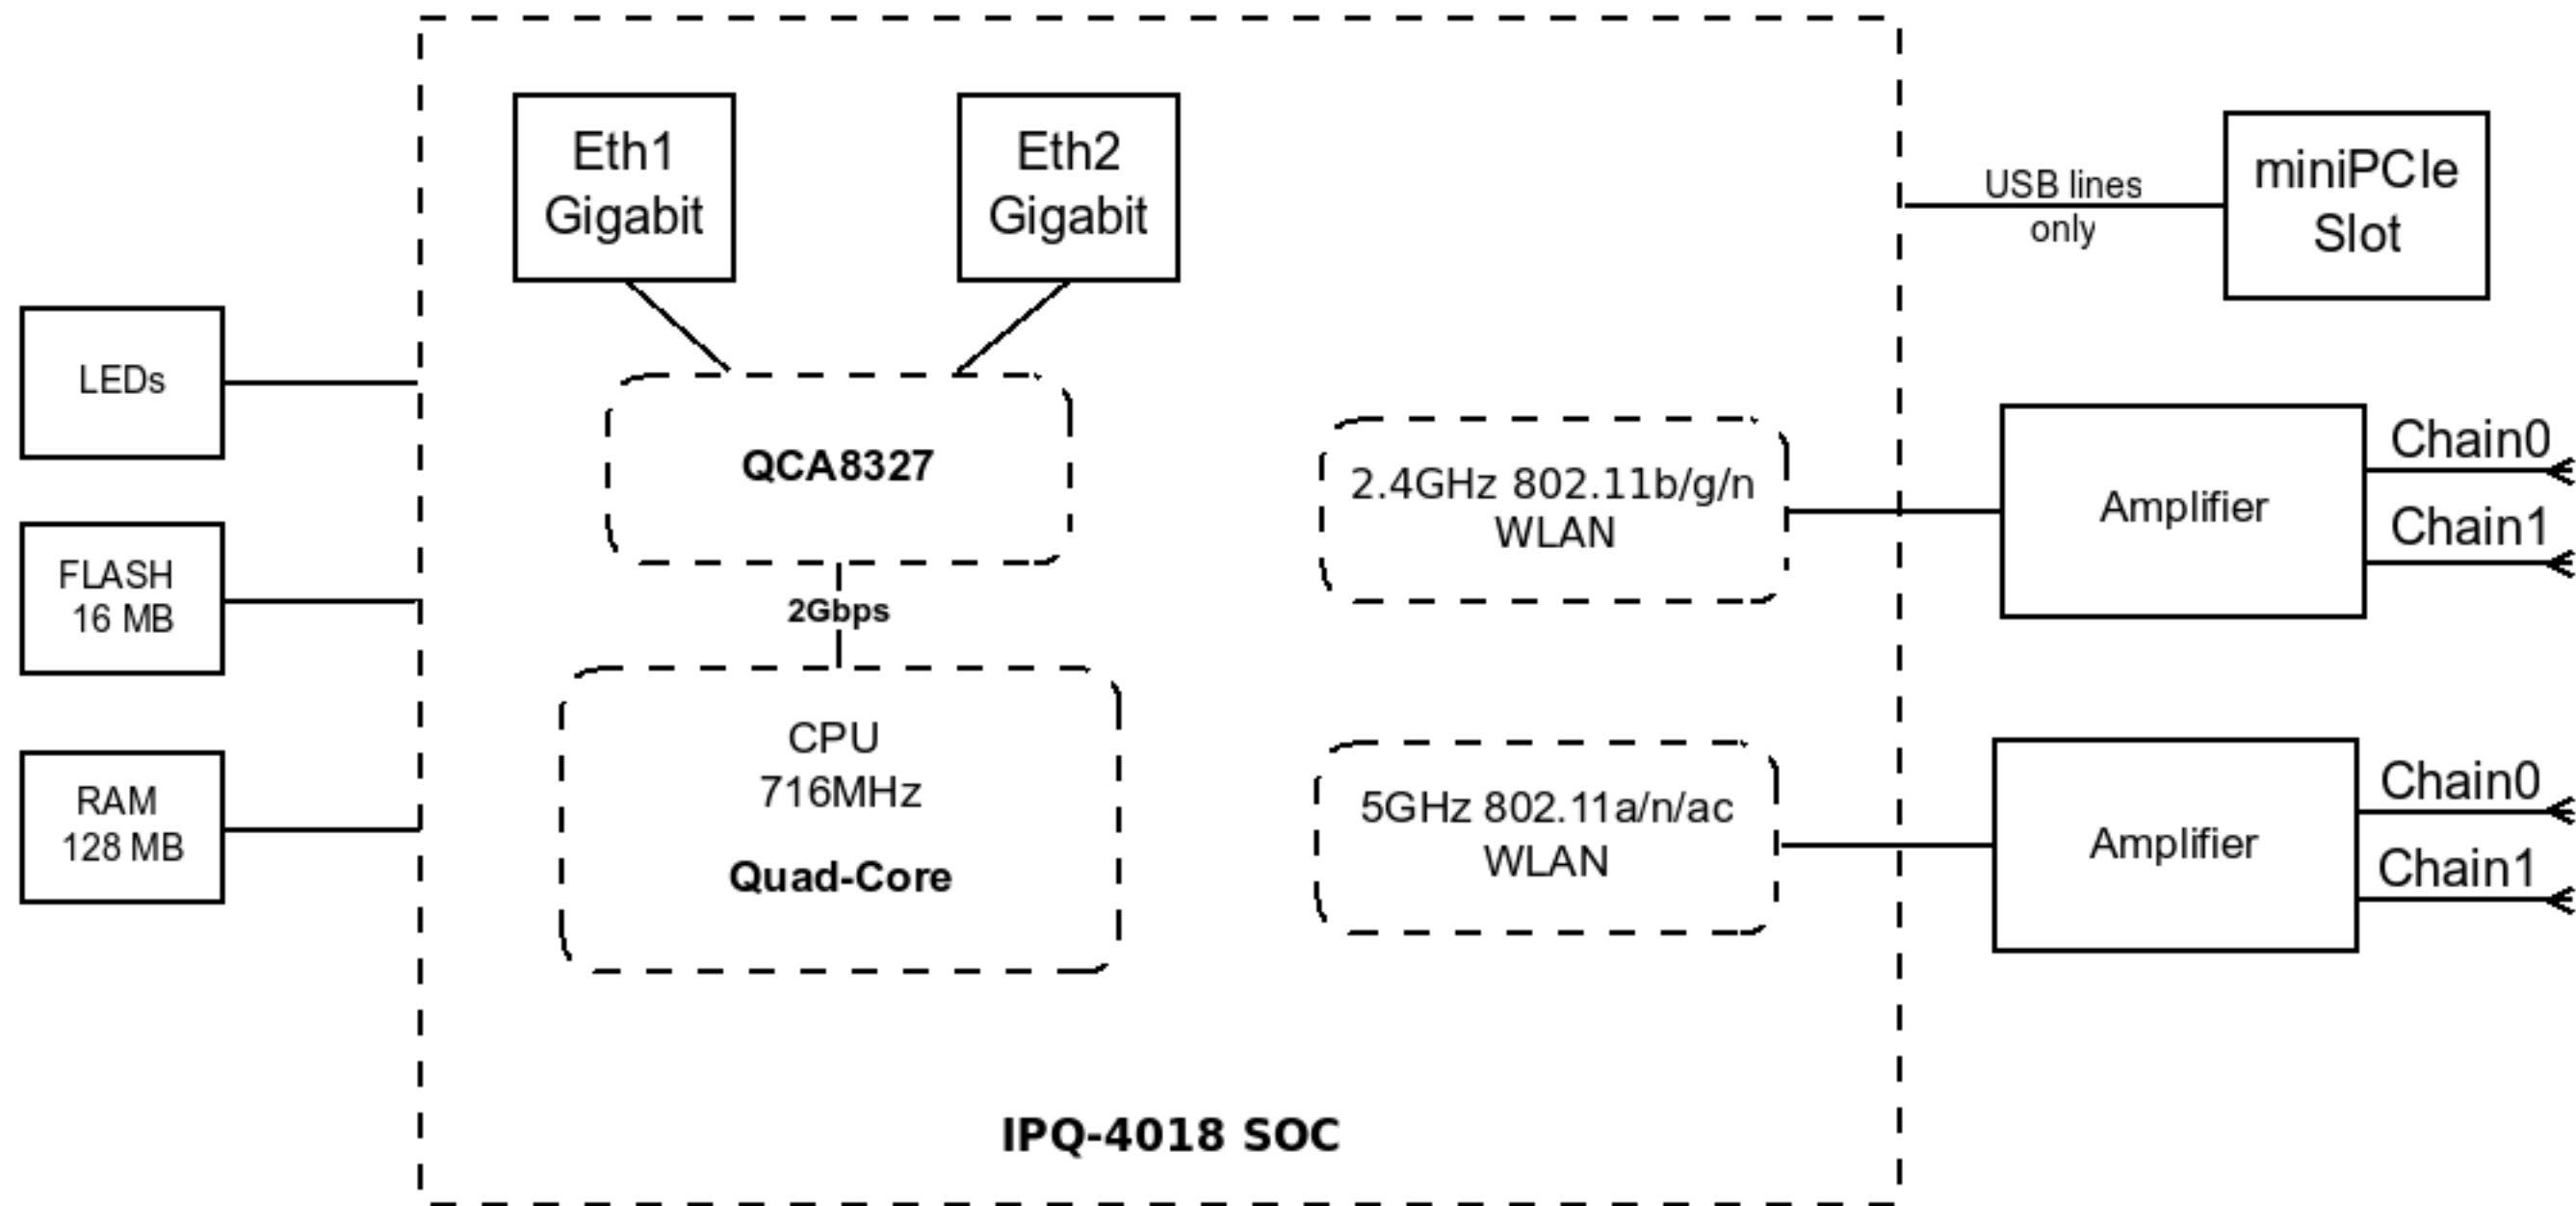 Eth1
Gigabit
Eth2
Gigabit
USB lines
only
miniPCIe
Slot
LEDs
QCA8327
2.4GHz 802.11b/g/n
WLAN
Amplifier
Chain0
Chain1
FLASH
16 MB
2Gbps
RAM
128 MB
CPU
716MHz
Quad-Core
5GHz 802.11a/n/ac
WLAN
Amplifier
Chain0
Chain1
IPQ-4018 SOC